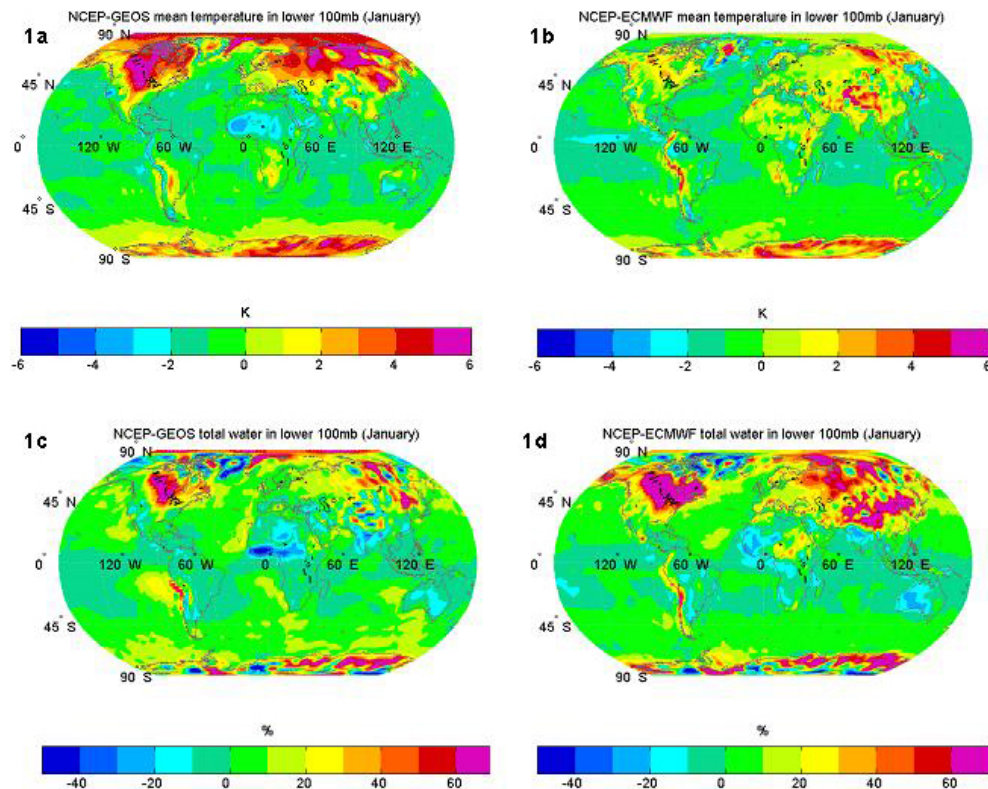 NCEP-GEOS mean temperature in lower 100mb (January)
1a
90 N
45 N
0
120 W
60 W
0
60 E
120 E
45 S
90 S
K
-6 -4 -2 0 2 4 6
NCEP-ECMWF mean temperature in lower 100mb (January)
1b
90 N
45 N
0
120 W
60 W
0
60 E
120 E
45 S
90 S
K
-6 -4 -2 0 2 4 6
NCEP-GEOS total water in lower 100mb (January)
1c
90 N
45 N
0
120 W
60 W
0
60 E
120 E
45 S
90 S
%
-40 -20 0 20 40 60
NCEP-ECMWF total water in lower 100mb (January)
1d
90 N
45 N
0
120 W
60 W
0
60 E
120 E
45 S
90 S
%
-40 -20 0 20 40 60